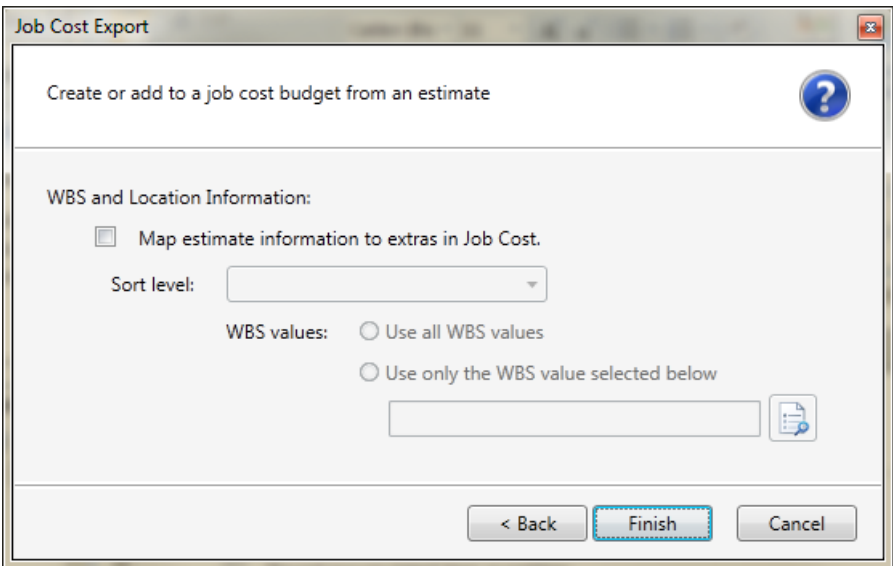 Job Cost Export
Create or add to a job cost budget from an estimate
?
WBS and Location Information:
Map estimate information to extras in Job Cost.
Sort level:
WBS values: Use all WBS values
Use only the WBS value selected below
< Back Finish Cancel